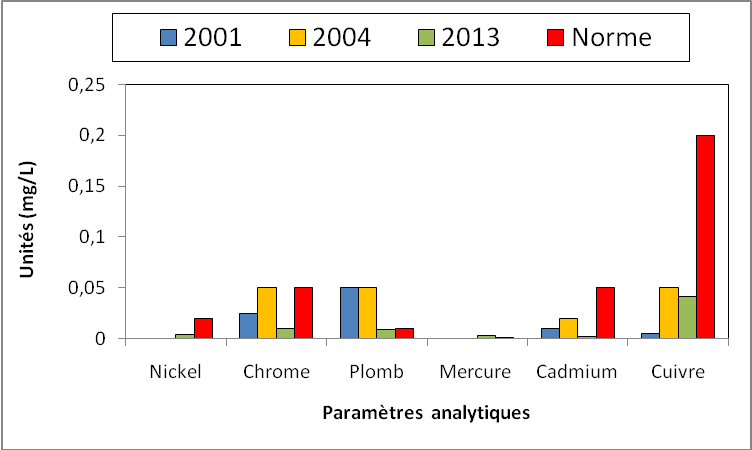 2001 2004 2013 Norme
0,25
0,2
0,15
0,1
0,05
0
Unités (mg/L)
Nickel Chrome Plomb Mercure Cadmium Cuivre
Paramètres analytiques